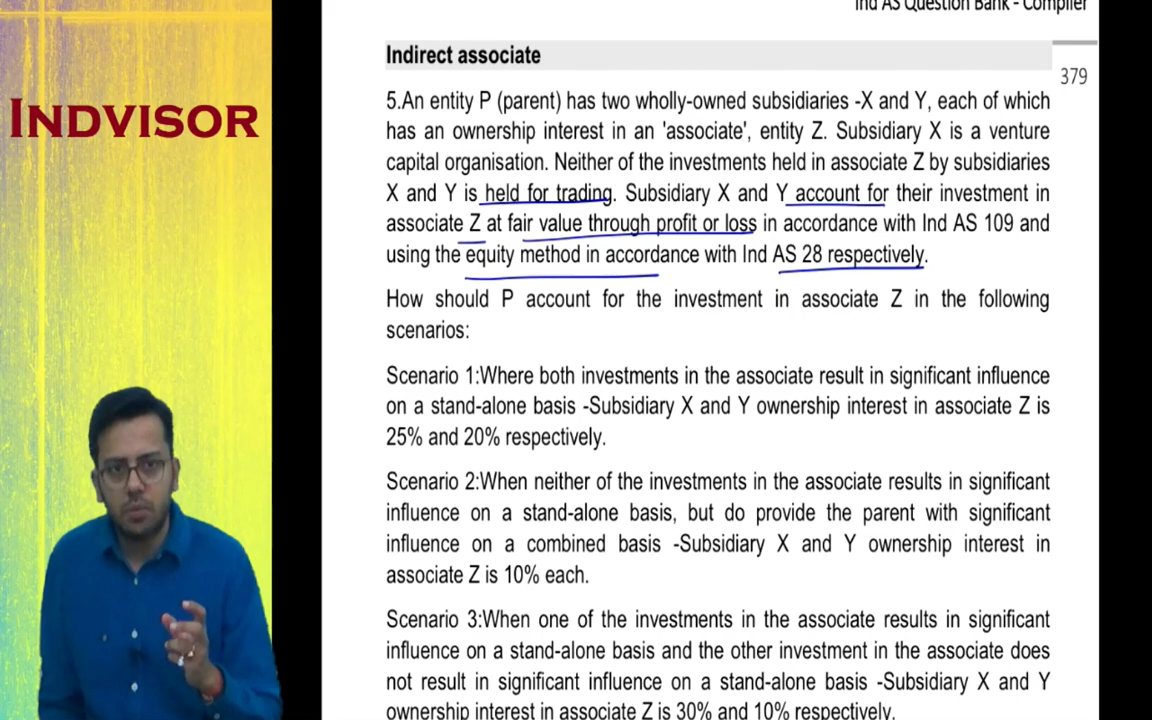 Ind AS Question Bank - Compiler
INDVISOR
Indirect associate
379
5.An entity P (parent) has two wholly-owned subsidiaries -X and Y, each of which
has an ownership interest in an 'associate', entity Z. Subsidiary X is a venture
capital organisation. Neither of the investments held in associate Z by subsidiaries
X and Y is held for trading. Subsidiary X and Y account for their investment in
associate Z at fair value through profit or loss in accordance with Ind AS 109 and
using the equity method in accordance with Ind AS 28 respectively.
How should P account for the investment in associate Z in the following
scenarios:
Scenario 1:Where both investments in the associate result in significant influence
on a stand-alone basis -Subsidiary X and Y ownership interest in associate Z is
25% and 20% respectively.
Scenario 2:When neither of the investments in the associate results in significant
influence on a stand-alone basis, but do provide the parent with significant
influence on a combined basis -Subsidiary X and Y ownership interest in
associate Z is 10% each.
Scenario 3:When one of the investments in the associate results in significant
influence on a stand-alone basis and the other investment in the associate does
not result in significant influence on a stand-alone basis -Subsidiary X and Y
ownership interest in associate Z is 30% and 10% respectively.